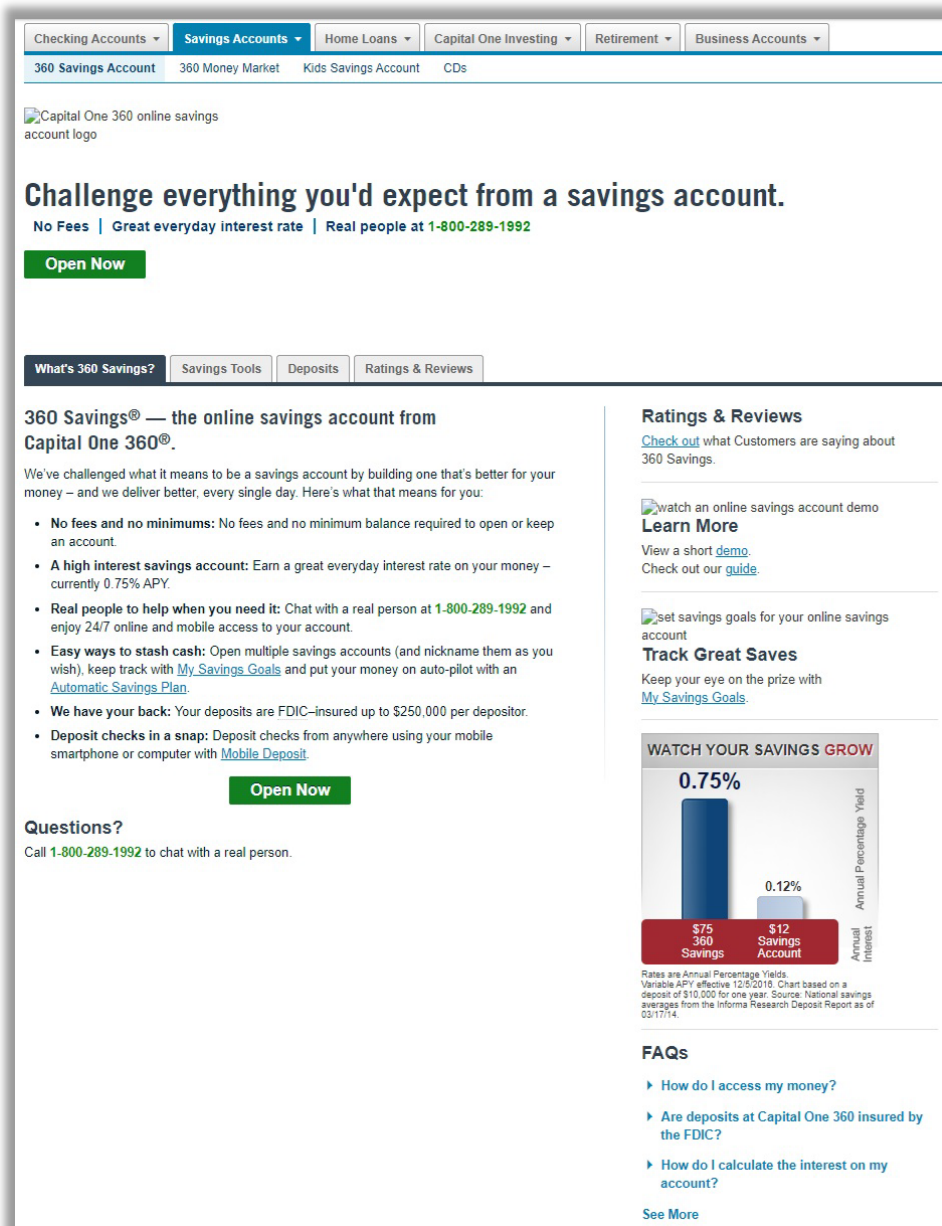 Checking Accounts
Savings Accounts
Home Loans
Capital One Investing
Retirement
Business Accounts
360 Savings Account
360 Money Market
Kids Savings Account
CDs
Capital One 360 online savings
account logo
Challenge everything you'd expect from a savings account.
No Fees | Great everyday interest rate | Real people at 1-800-289-1992
Open Now
What's 360 Savings?
Savings Tools
Deposits
Ratings & Reviews
360 Savings® — the online savings account from
Capital One 360®.
We've challenged what it means to be a savings account by building one that's better for your
money – and we deliver better, every single day. Here's what that means for you:
• No fees and no minimums: No fees and no minimum balance required to open or keep
an account.
• A high interest savings account: Earn a great everyday interest rate on your money –
currently 0.75% APY.
• Real people to help when you need it: Chat with a real person at 1-800-289-1992 and
enjoy 24/7 online and mobile access to your account.
• Easy ways to stash cash: Open multiple savings accounts (and nickname them as you
wish), keep track with My Savings Goals and put your money on auto-pilot with an
Automatic Savings Plan.
• We have your back: Your deposits are FDIC–insured up to $250,000 per depositor.
• Deposit checks in a snap: Deposit checks from anywhere using your mobile
smartphone or computer with Mobile Deposit.
Open Now
Questions?
Call 1-800-289-1992 to chat with a real person.
Ratings & Reviews
Check out what Customers are saying about
360 Savings.
watch an online savings account demo
Learn More
View a short demo.
Check out our guide.
set savings goals for your online savings
account
Track Great Saves
Keep your eye on the prize with
My Savings Goals.
WATCH YOUR SAVINGS GROW
0.75%
0.12%
Annual Percentage Yield
$75
360
Savings
$12
Savings
Account
Annual
Interest
Rates are Annual Percentage Yields.
Variable APY effective 12/5/2016. Chart based on a
deposit of $10,000 for one year. Source: National savings
averages from the Informa Research Deposit Report as of
03/17/14.
FAQs
How do I access my money?
Are deposits at Capital One 360 insured by
the FDIC?
How do I calculate the interest on my
account?
See More